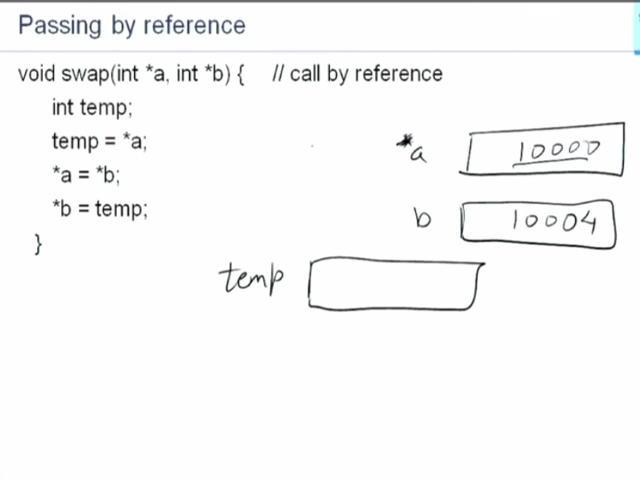 Passing by reference
void swap(int *a, int *b) {    // call by reference
int temp;
temp = *a;
*a = *b;
*b = temp;
}
*a 10000
b 10004
temp